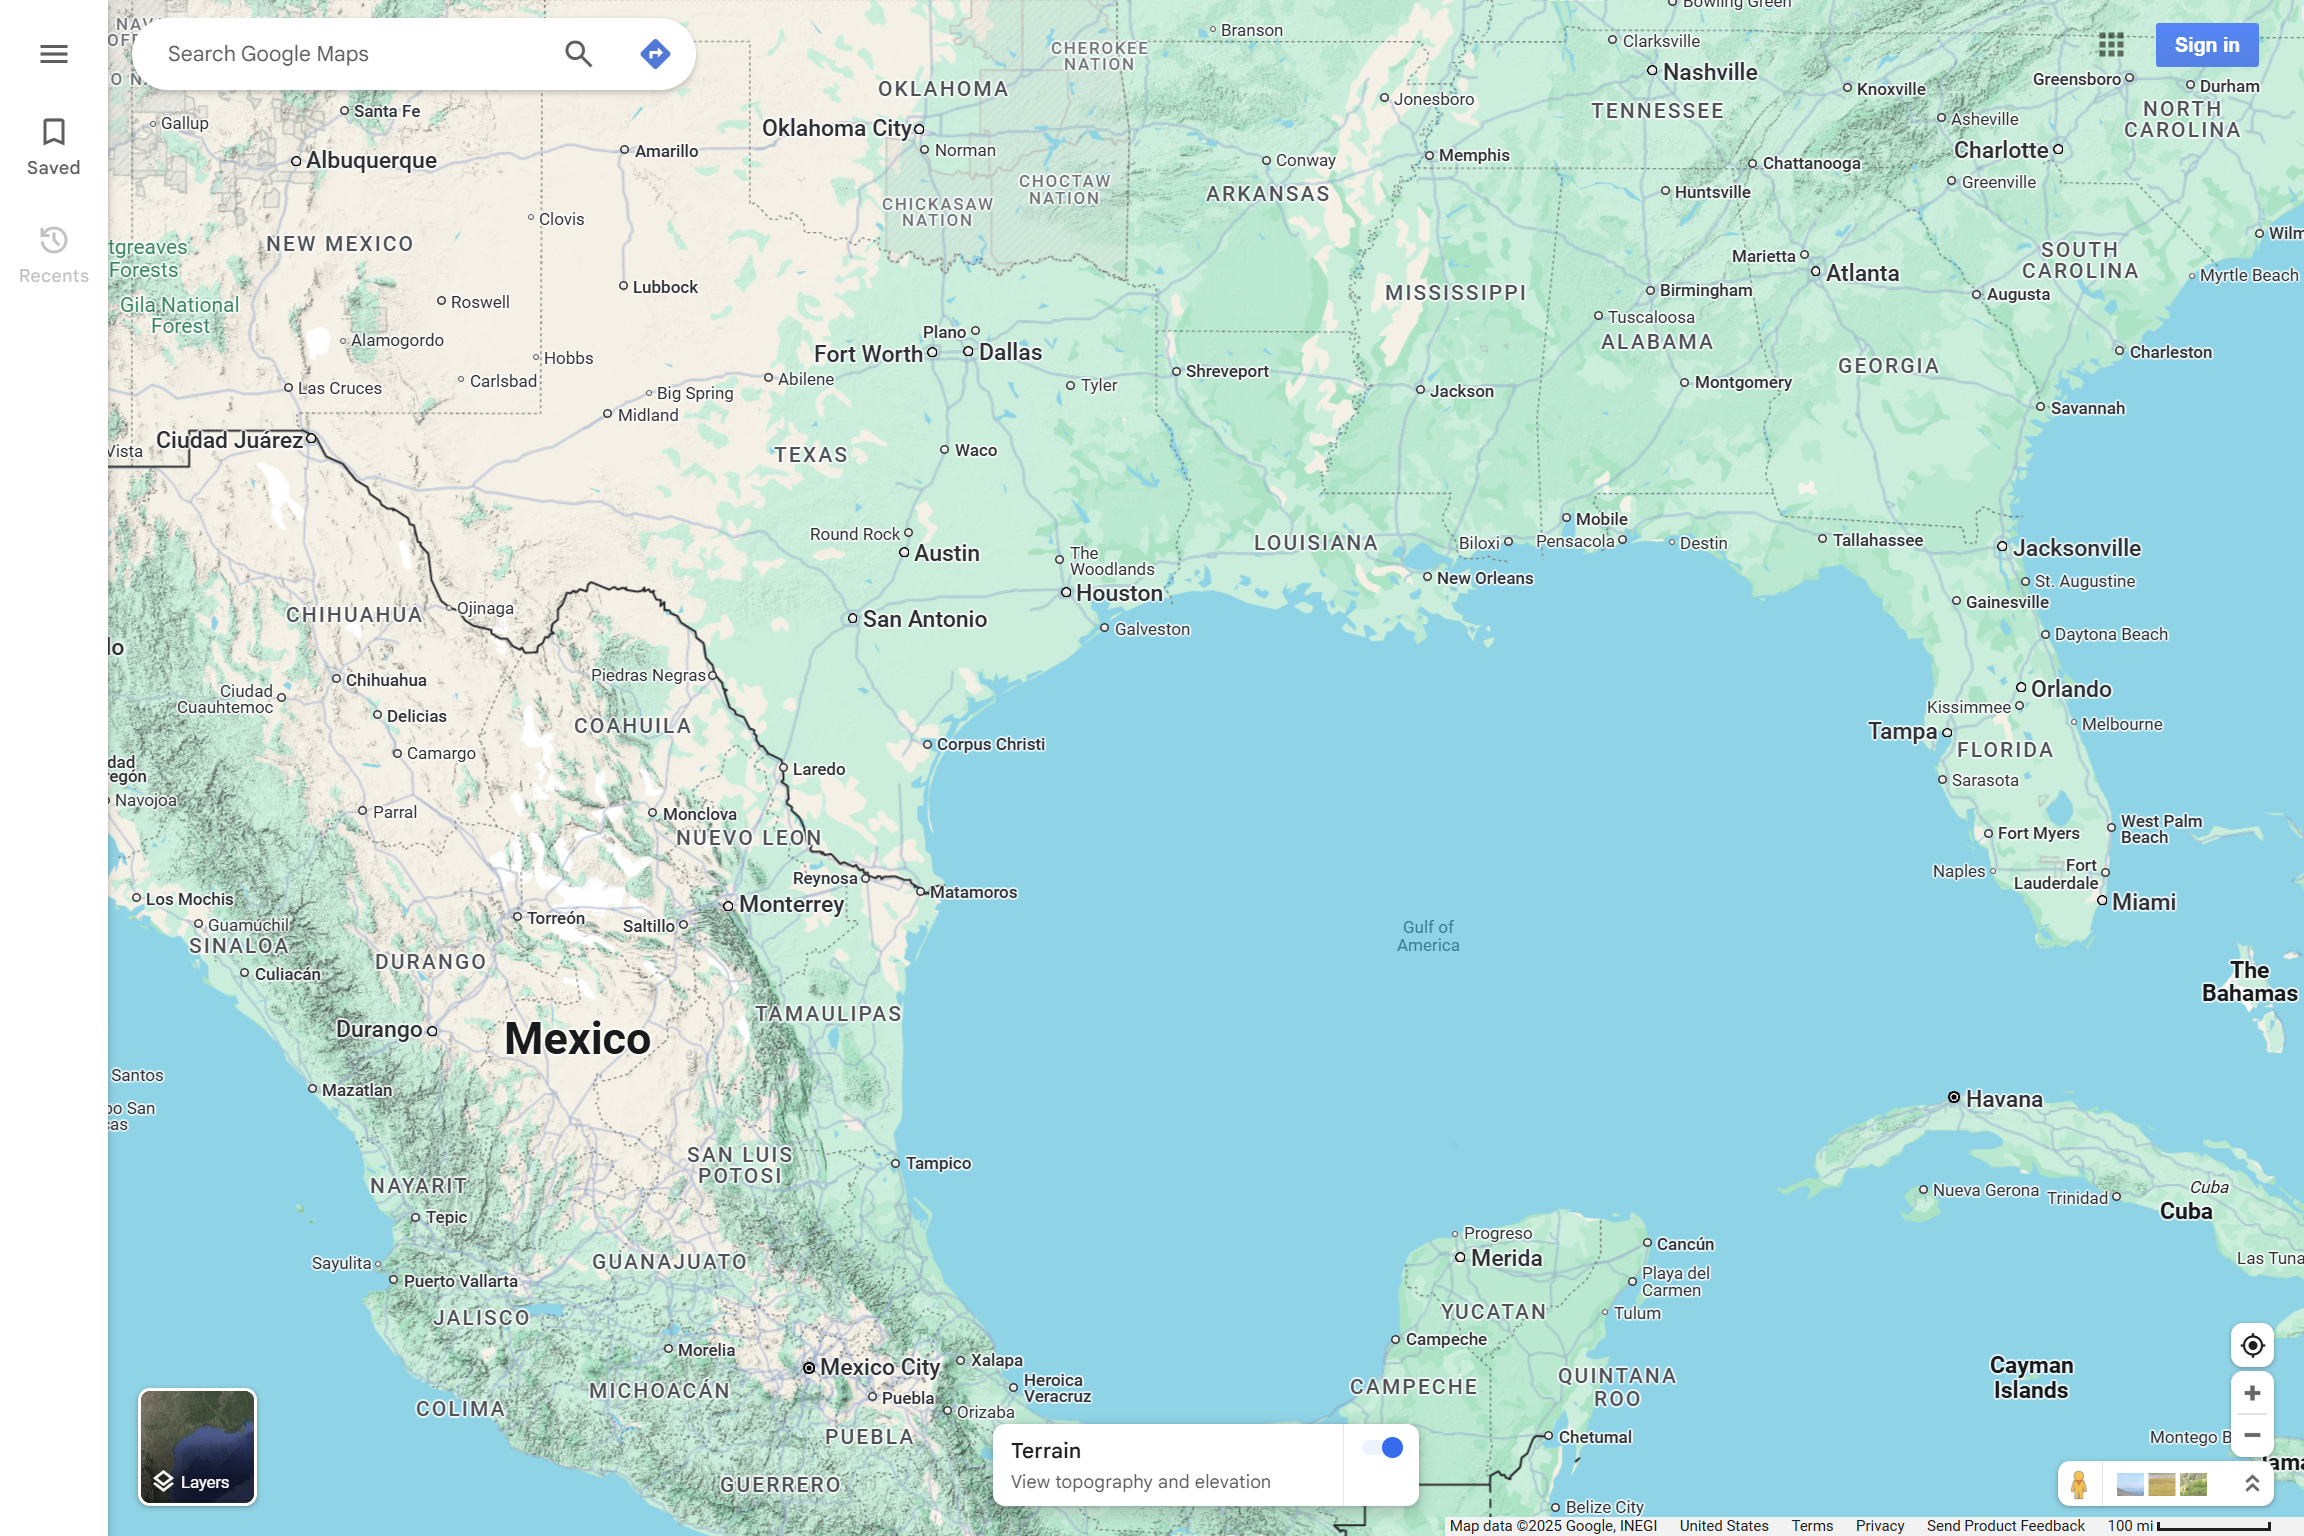 Search Google Maps
Sign in
Saved
Recents
Bowling Green
Branson
Clarksville
CHEROKEE
NATION
Nashville
Greensboro
Durham
Knoxville
OKLAHOMA
Jonesboro
TENNESSEE
NORTH
CAROLINA
Santa Fe
Gallup
Oklahoma City
Norman
Asheville
Charlotte
Albuquerque
Amarillo
Conway
Memphis
Chattanooga
CHOCTAW
NATION
ARKANSAS
Huntsville
Greenville
CHICKASAW
NATION
Clovis
NEW MEXICO
Forests
Marietta
Atlanta
SOUTH
CAROLINA
Myrtle Beach
Lubbock
MISSISSIPPI
Birmingham
Augusta
Gila National
Forest
Roswell
Tuscaloosa
ALABAMA
Plano
Fort Worth
Dallas
Alamogordo
Hobbs
Charleston
GEORGIA
Shreveport
Las Cruces
Carlsbad
Abilene
Tyler
Jackson
Montgomery
Big Spring
Midland
Savannah
Ciudad Juárez
Vista
TEXAS
Waco
Mobile
Round Rock
Austin
LOUISIANA
Biloxi
Pensacola
Destin
Tallahassee
Jacksonville
The
Woodlands
New Orleans
St. Augustine
Houston
Gainesville
Ojinaga
CHIHUAHUA
San Antonio
Galveston
Daytona Beach
lo
Piedras Negras
Chihuahua
Ciudad
Cuauhtemoc
Orlando
Kissimmee
Delicias
COAHUILA
Melbourne
Tampa
Corpus Christi
FLORIDA
Camargo
Laredo
Sarasota
dad
regón
Navojoa
Parral
Monclova
NUEVO LEON
West Palm
Beach
Fort Myers
Naples
Fort
Lauderdale
Reynosa
Matamoros
Los Mochis
Monterrey
Miami
Guamúchil
Torreón
Saltillo
SINALOA
Gulf of
America
DURANGO
Culiacán
The
Bahamas
TAMAULIPAS
Durango
Mexico
Santos
Mazatlan
Havana
SAN LUIS
POTOSI
Tampico
NAYARIT
Nueva Gerona
Trinidad
Cuba
Cuba
Tepic
Progreso
Merida
Cancún
Sayulita
GUANAJUATO
Las Tuna
Puerto Vallarta
Playa del
Carmen
JALISCO
YUCATAN
Tulum
Campeche
Morelia
Mexico City
Xalapa
Cayman
Islands
QUINTANA
ROO
MICHOACÁN
Heroica
Veracruz
CAMPECHE
Puebla
COLIMA
Orizaba
PUEBLA
Chetumal
Montego B
Terrain
View topography and elevation
Layers
GUERRERO
Belize City
Map data ©2025 Google, INEGI
United States
Terms
Privacy
Send Product Feedback
100 mi